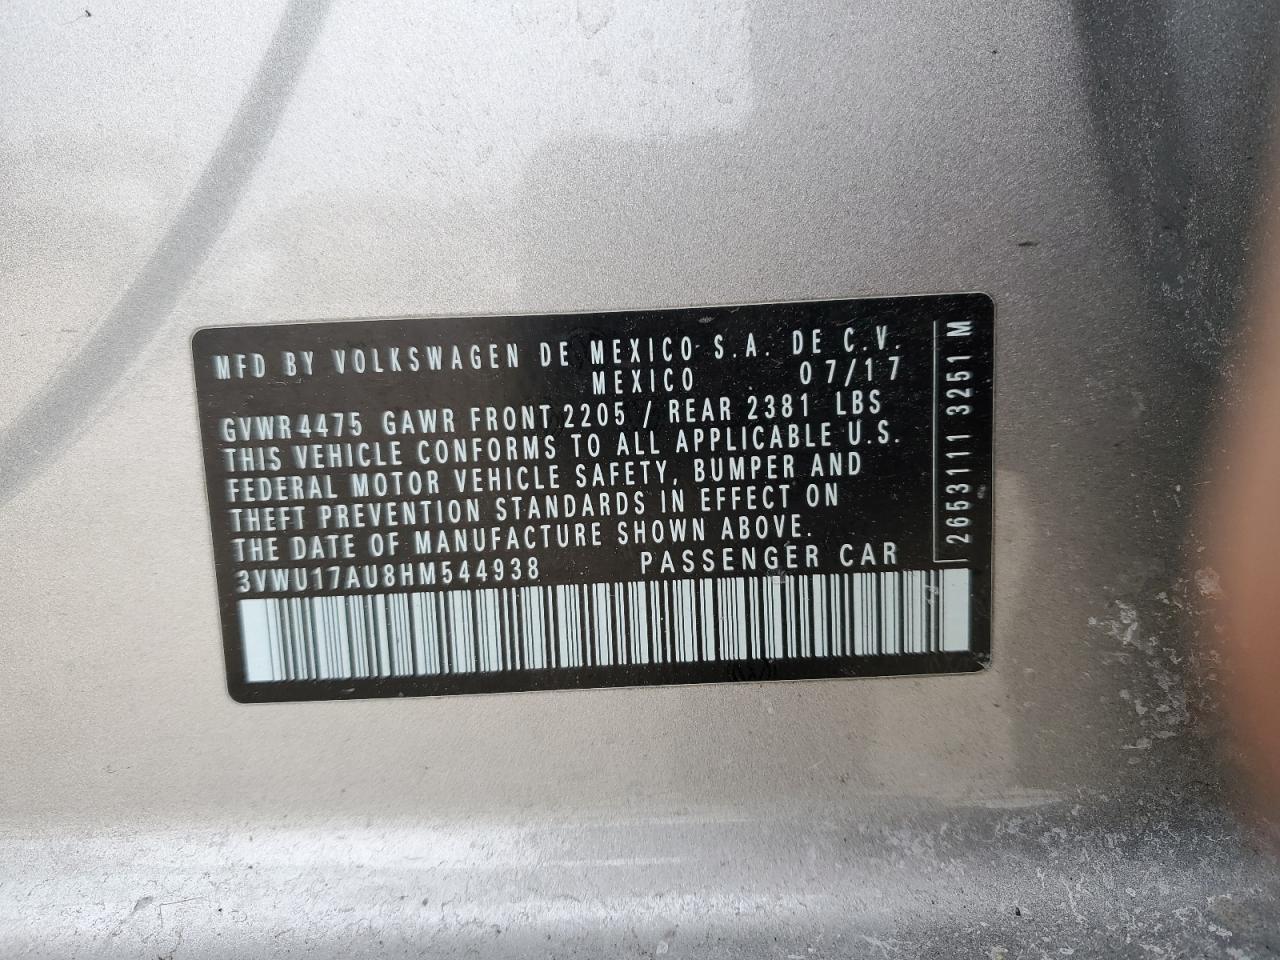 MFD BY VOLKSWAGEN DE MEXICO S.A. DE C.V.
MEXICO 07/17
GVWR 4475 GAWR FRONT 2205 / REAR 2381 LBS
THIS VEHICLE CONFORMS TO ALL APPLICABLE U.S.
FEDERAL MOTOR VEHICLE SAFETY, BUMPER AND
THEFT PREVENTION STANDARDS IN EFFECT ON
THE DATE OF MANUFACTURE SHOWN ABOVE.
3VWU17AU8HM544938 PASSENGER CAR
2653111 3251 M